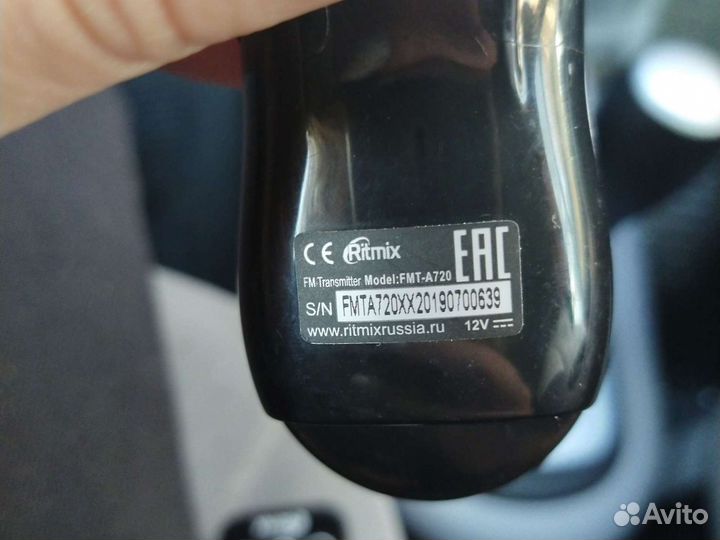 CE Ritmix EAC
FM-Transmitter Model:FMT-A720
S/N FMTA720XX20190700639
www.ritmixrussia.ru 12V
Avito